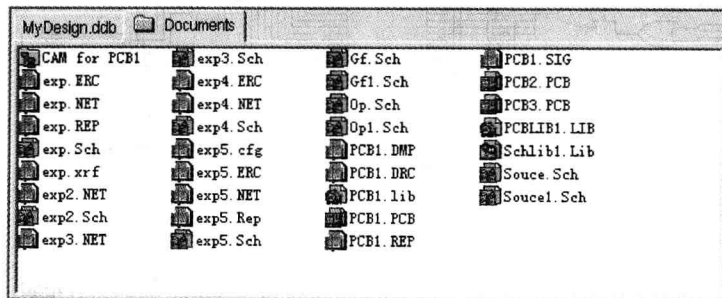 MyDesign.ddb Documents
CAM for PCB1 exp3.Sch Gf.Sch PCB1.SIG
exp.ERC exp4.ERC Gf1.Sch PCB2.PCB
exp.NET exp4.NET Op.Sch PCB3.PCB
exp.REP exp4.Sch Op1.Sch PCBLIB1.LIB
exp.Sch exp5.cfg PCB1.DMP Schlib1.Lib
exp.xrf exp5.ERC PCB1.DRC Souce.Sch
exp2.NET exp5.NET PCB1.lib Souce1.Sch
exp2.Sch exp5.Rep PCB1.PCB
exp3.NET exp5.Sch PCB1.REP